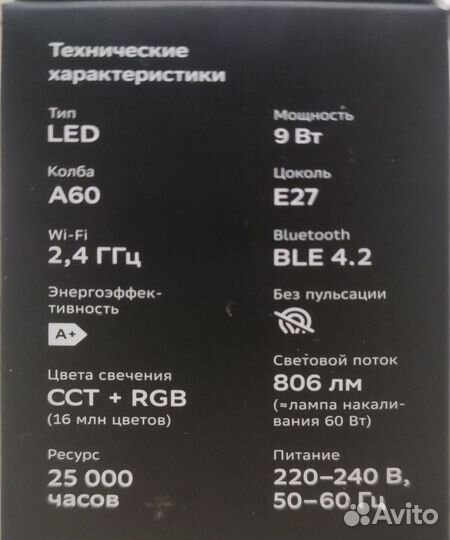 Технические
характеристики
Тип
LED
Мощность
9 Вт
Колба
A60
Цоколь
E27
Wi-Fi
2,4 ГГц
Bluetooth
BLE 4.2
Энергоэффек-
тивность
A+
Без пульсации
Цвета свечения
CCT + RGB
(16 млн цветов)
Световой поток
806 лм
(≈лампа накали-
вания 60 Вт)
Ресурс
25 000
часов
Питание
220–240 В,
50–60 Гц
Avito